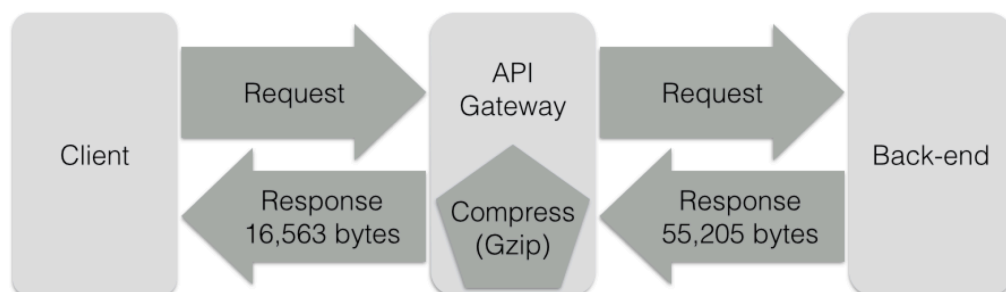 Client
Request
Response
16,563 bytes
API
Gateway
Compress
(Gzip)
Request
Response
55,205 bytes
Back-end